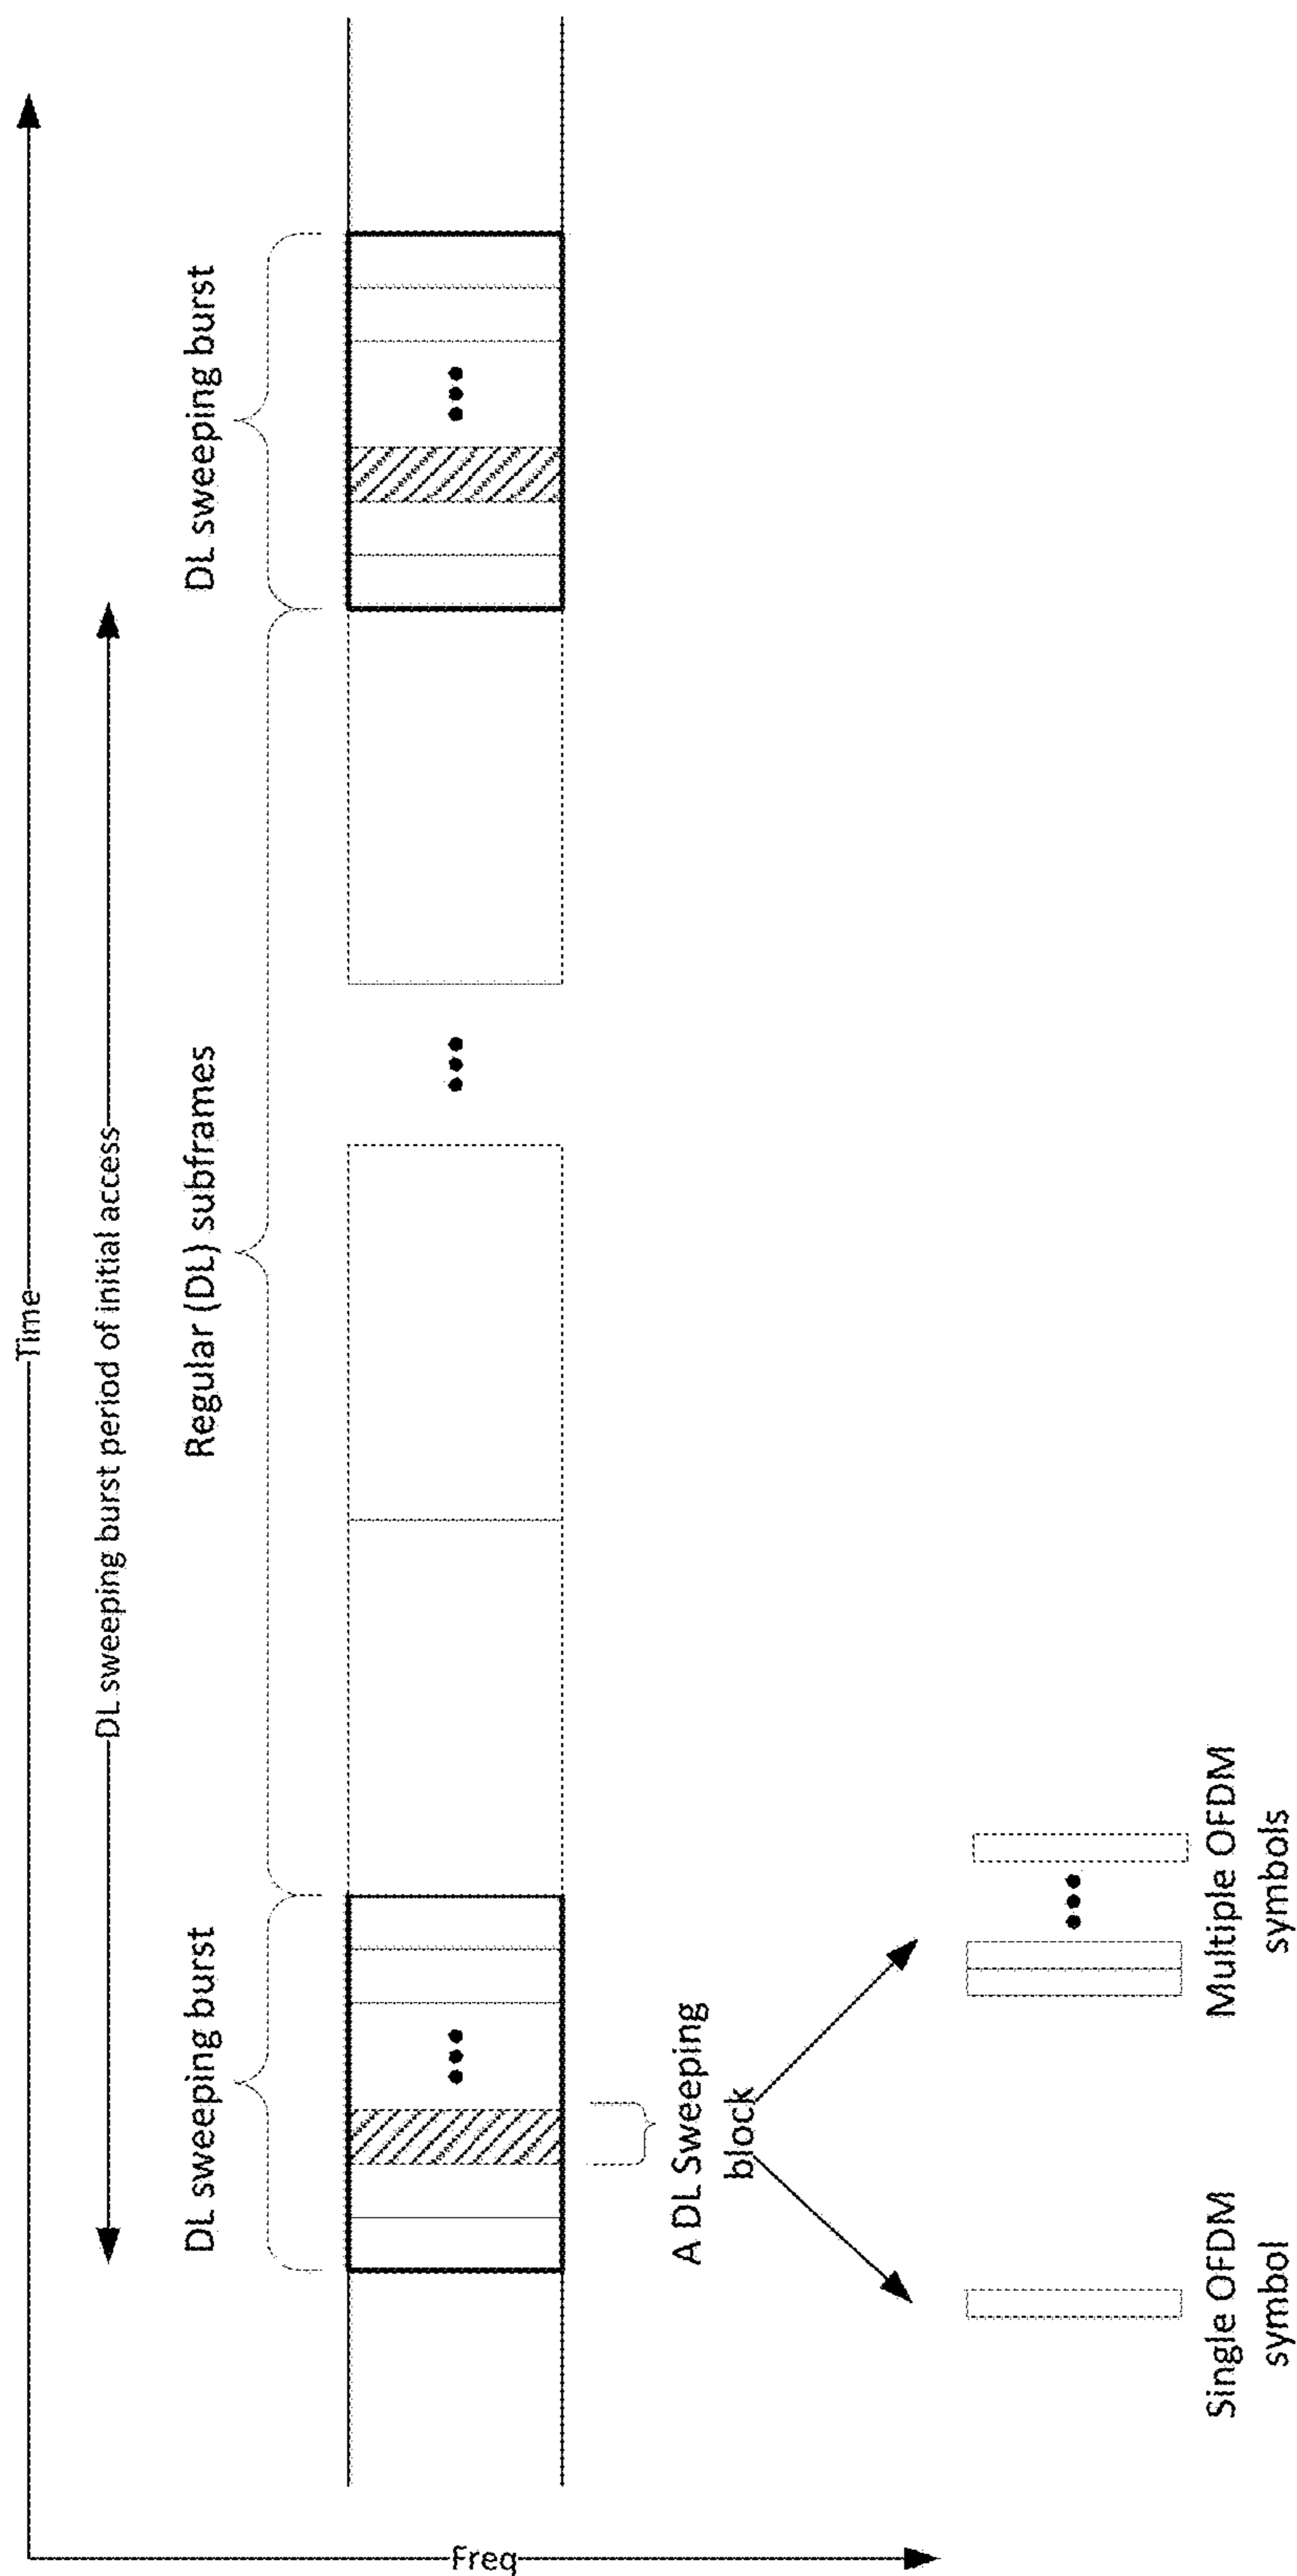 Time
DL sweeping burst period of initial access
DL sweeping burst
Regular (DL) subframes
DL sweeping burst
A DL Sweeping
block
Single OFDM
symbol
Multiple OFDM
symbols
Freq